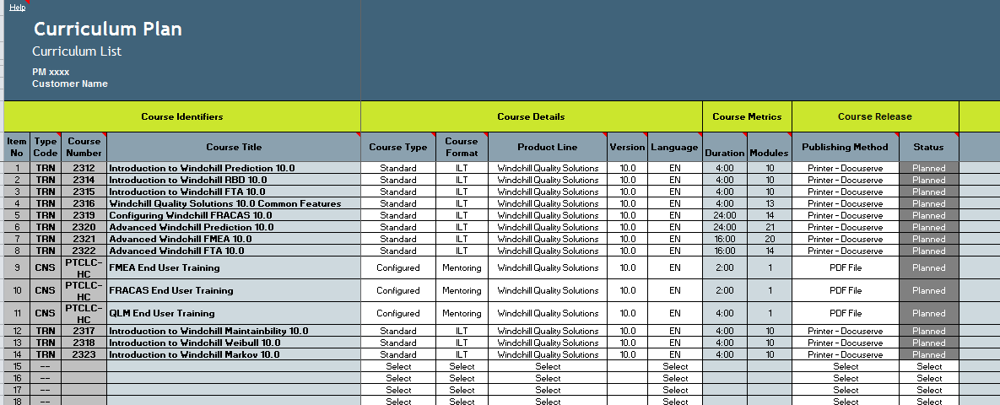 Help
Curriculum Plan
Curriculum List
PM xxxx
Customer Name
Course Identifiers Course Details Course Metrics Course Release
Item No Type Code Course Number Course Title Course Type Course Format Product Line Version Language Duration Modules Publishing Method Status
1 TRN 2312 Introduction to Windchill Prediction 10.0 Standard ILT Windchill Quality Solutions 10.0 EN 4:00 10 Printer - Docuserve Planned
2 TRN 2314 Introduction to Windchill RBD 10.0 Standard ILT Windchill Quality Solutions 10.0 EN 4:00 10 Printer - Docuserve Planned
3 TRN 2315 Introduction to Windchill FTA 10.0 Standard ILT Windchill Quality Solutions 10.0 EN 4:00 10 Printer - Docuserve Planned
4 TRN 2316 Windchill Quality Solutions 10.0 Common Features Standard ILT Windchill Quality Solutions 10.0 EN 4:00 13 Printer - Docuserve Planned
5 TRN 2319 Configuring Windchill FRACAS 10.0 Standard ILT Windchill Quality Solutions 10.0 EN 24:00 14 Printer - Docuserve Planned
6 TRN 2320 Advanced Windchill Prediction 10.0 Standard ILT Windchill Quality Solutions 10.0 EN 24:00 21 Printer - Docuserve Planned
7 TRN 2321 Advanced Windchill FMEA 10.0 Standard ILT Windchill Quality Solutions 10.0 EN 16:00 20 Printer - Docuserve Planned
8 TRN 2322 Advanced Windchill FTA 10.0 Standard ILT Windchill Quality Solutions 10.0 EN 16:00 14 Printer - Docuserve Planned
9 CNS PTCLC-HC FMEA End User Training Configured Mentoring Windchill Quality Solutions 10.0 EN 2:00 1 PDF File Planned
10 CNS PTCLC-HC FRACAS End User Training Configured Mentoring Windchill Quality Solutions 10.0 EN 2:00 1 PDF File Planned
11 CNS PTCLC-HC QLM End User Training Configured Mentoring Windchill Quality Solutions 10.0 EN 4:00 1 PDF File Planned
12 TRN 2317 Introduction to Windchill Maintainbility 10.0 Standard ILT Windchill Quality Solutions 10.0 EN 4:00 10 Printer - Docuserve Planned
13 TRN 2318 Introduction to Windchill Weibull 10.0 Standard ILT Windchill Quality Solutions 10.0 EN 4:00 10 Printer - Docuserve Planned
14 TRN 2323 Introduction to Windchill Markov 10.0 Standard ILT Windchill Quality Solutions 10.0 EN 4:00 10 Printer - Docuserve Planned
15 -- Select Select Select Select Select Select
16 -- Select Select Select Select Select Select
17 -- Select Select Select Select Select Select
18 -- Select Select Select Select Select Select